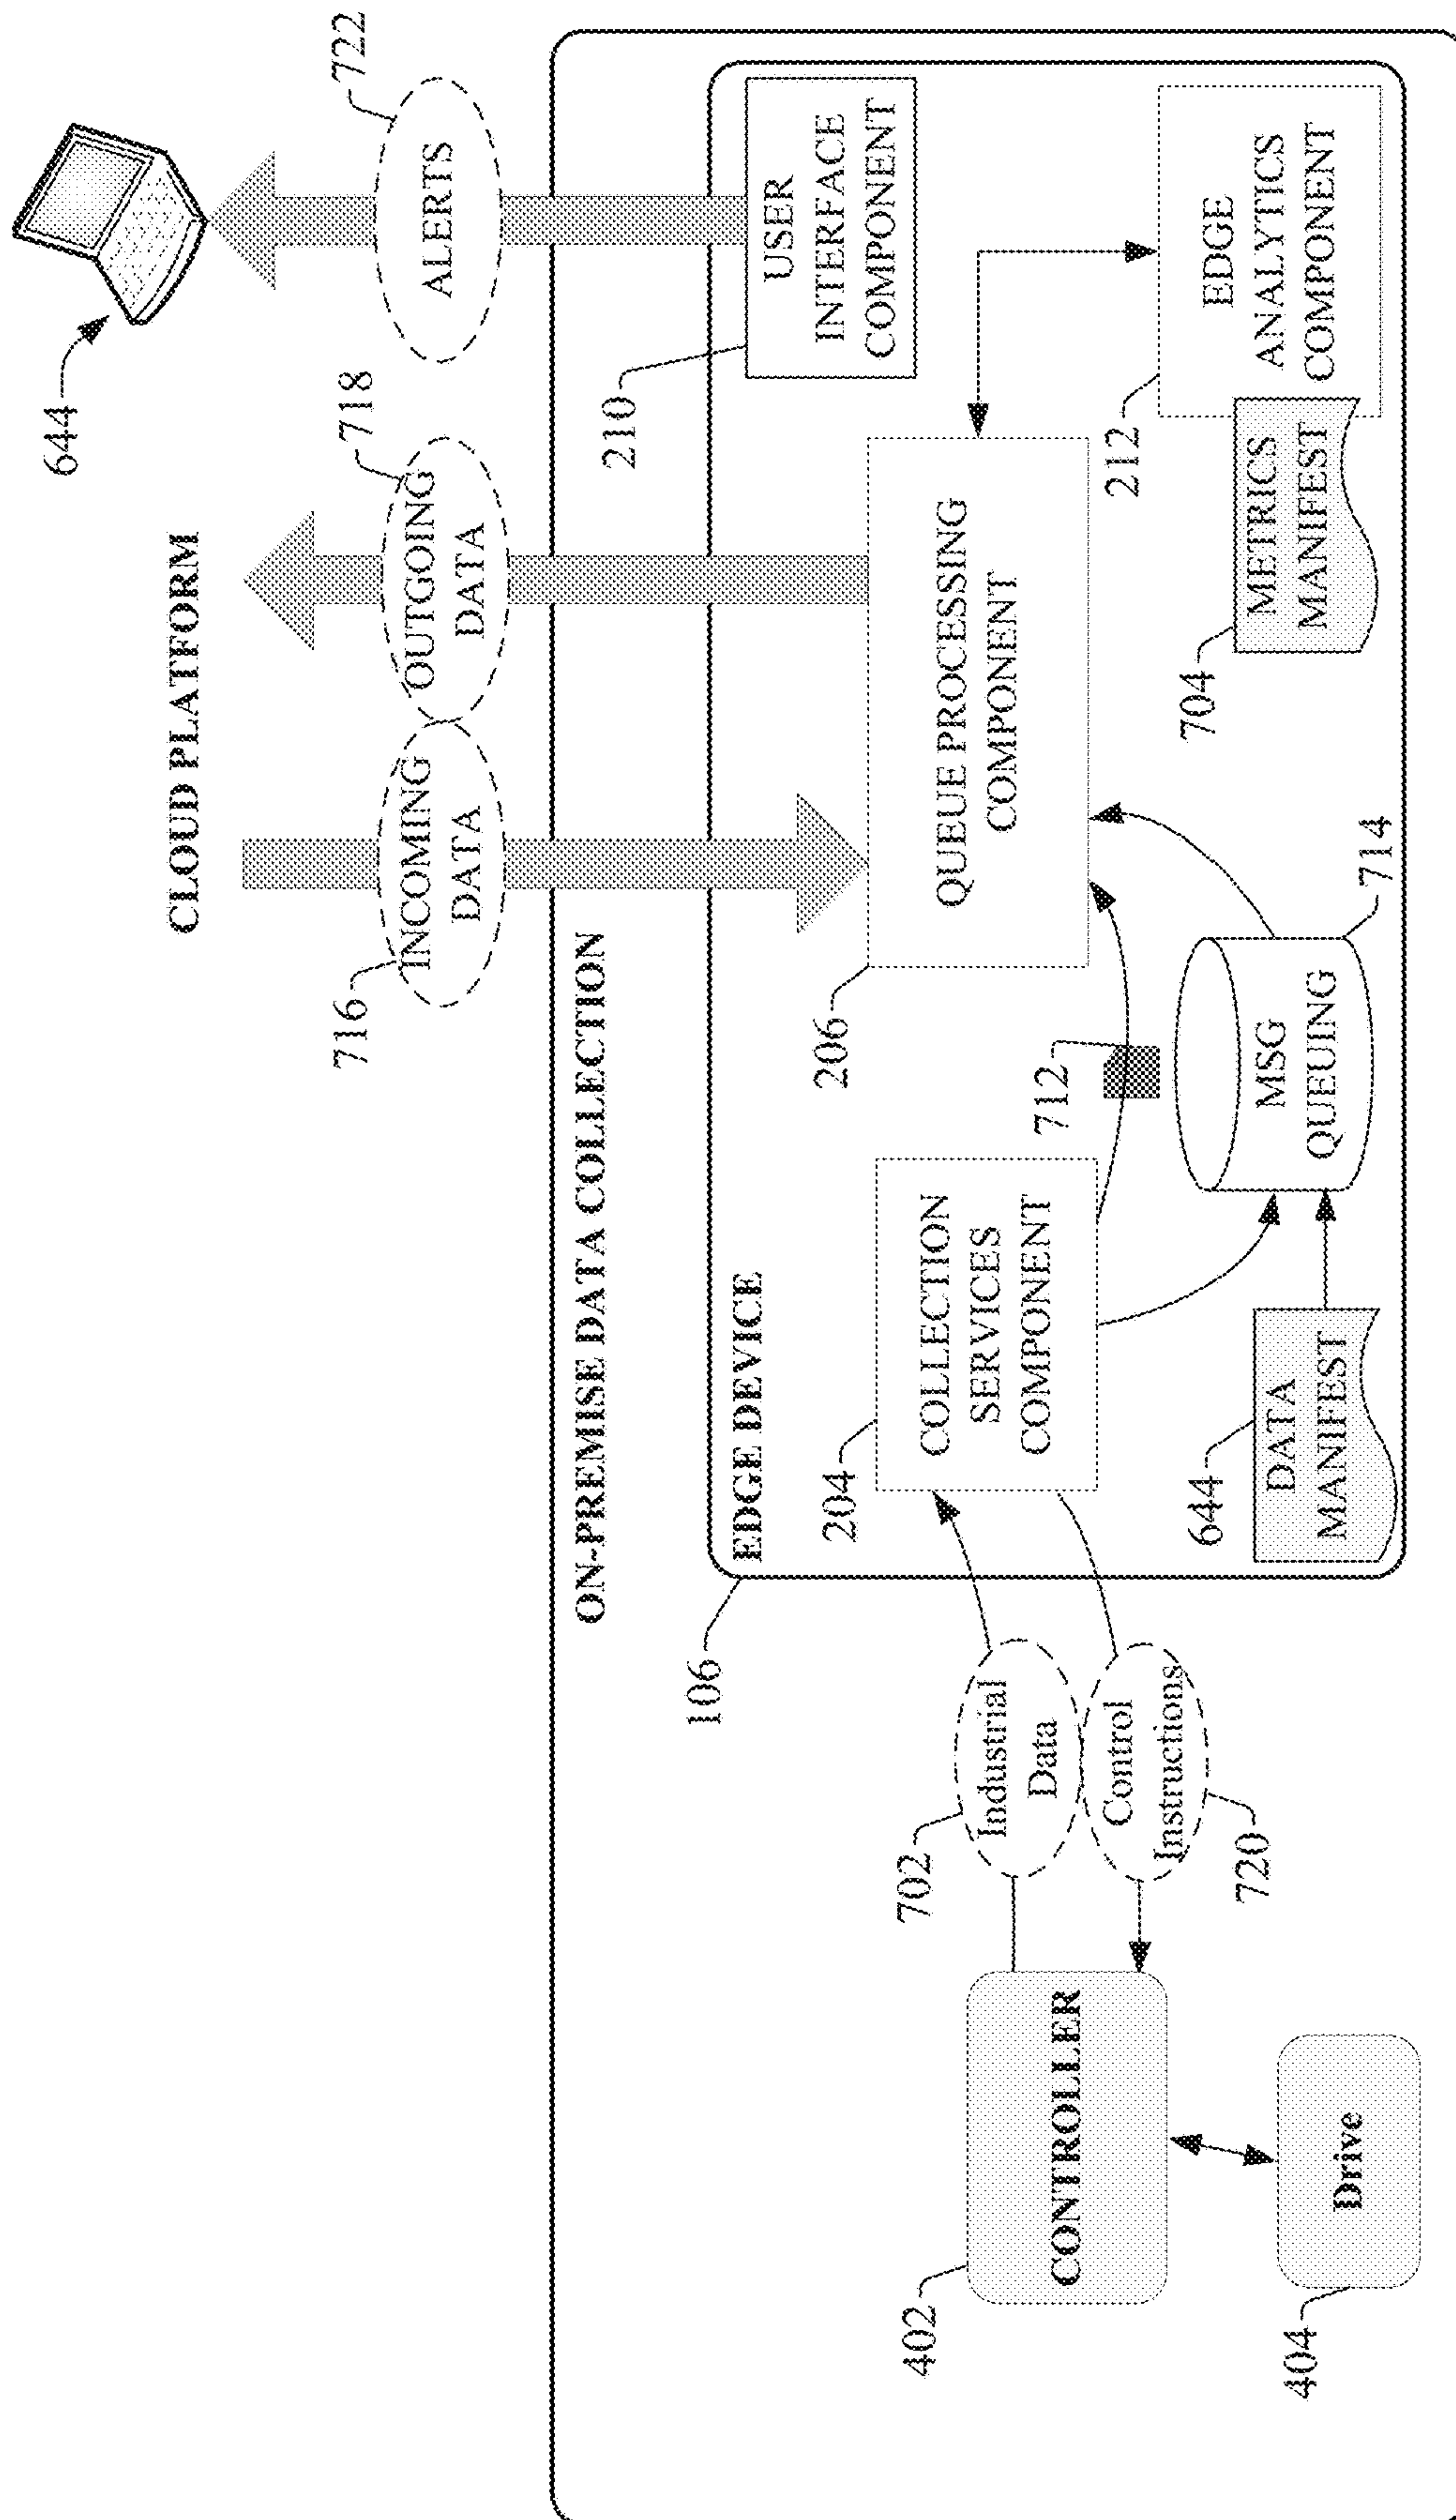 644
CLOUD PLATFORM
716
INCOMING
DATA
718
OUTGOING
DATA
722
ALERTS
ON-PREMISE DATA COLLECTION
106
EDGE DEVICE
210
USER
INTERFACE
COMPONENT
204
COLLECTION
SERVICES
COMPONENT
206
QUEUE PROCESSING
COMPONENT
702
Industrial
Data
Control
Instructions
720
402
CONTROLLER
404
Drive
712
644
DATA
MANIFEST
MSG
QUEUING
714
704
METRICS
MANIFEST
212
EDGE
ANALYTICS
COMPONENT